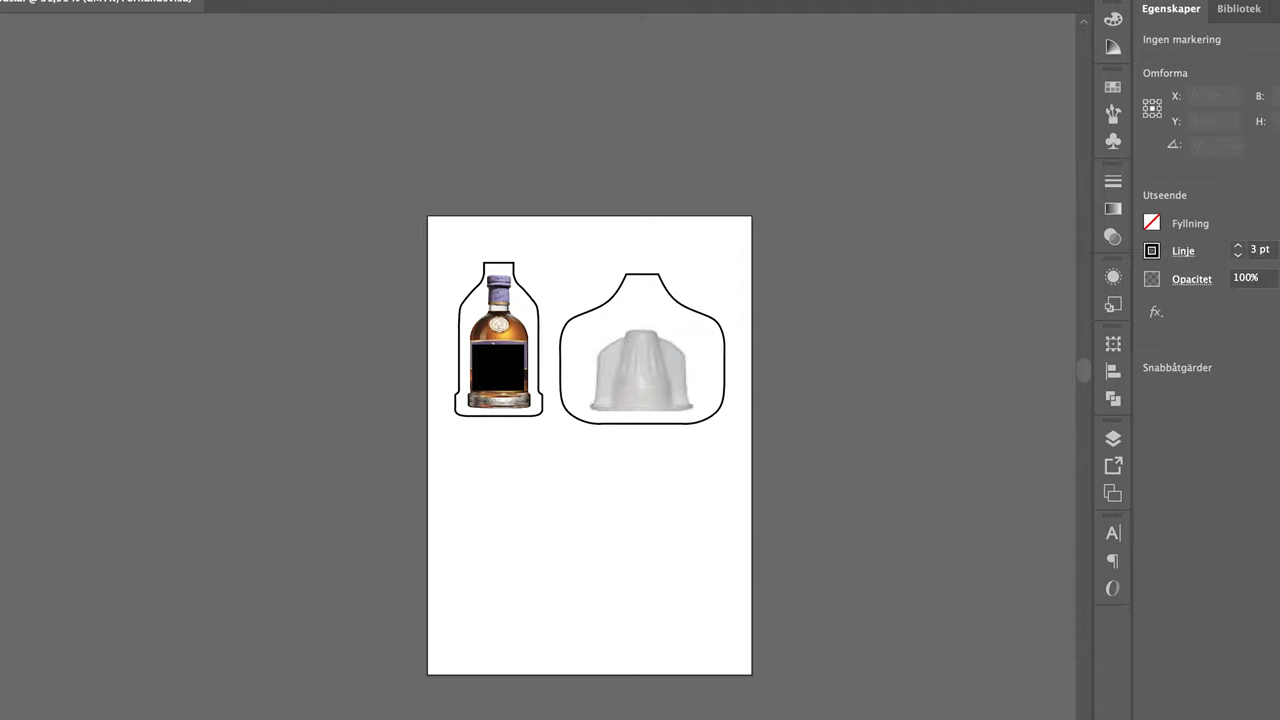 Egenskaper
Bibliotek
Ingen markering
Omforma
X:
B:
Y:
H:
Utseende
Fyllning
Linje
3 pt
Opacitet
100%
fx.
Snabbåtgärder